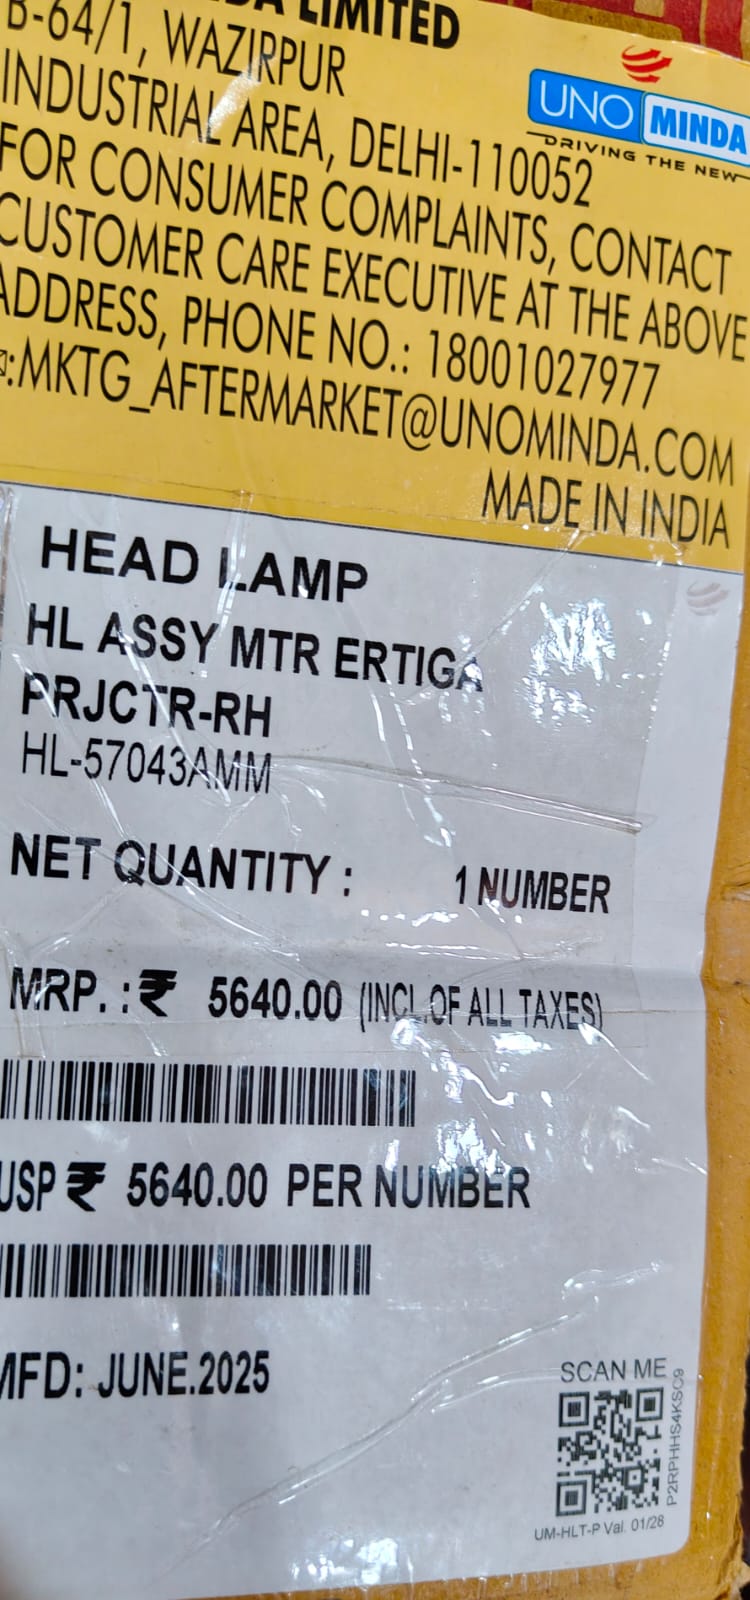 LIMITED
B-64/1, WAZIRPUR
INDUSTRIAL AREA, DELHI-110052
FOR CONSUMER COMPLAINTS, CONTACT
CUSTOMER CARE EXECUTIVE AT THE ABOVE
ADDRESS, PHONE NO.: 18001027977
:MKTG_AFTERMARKET@UNOMINDA.COM
MADE IN INDIA
UNO MINDA
DRIVING THE NEW
HEAD LAMP
HL ASSY MTR ERTIGA
PRJCTR-RH
HL-57043AMM
NET QUANTITY : 1 NUMBER
MRP. : ₹ 5640.00 (INCL.OF ALL TAXES)
USP ₹ 5640.00 PER NUMBER
MFD: JUNE.2025
SCAN ME
P2RPHHS4KSC9
UM-HLT-P Val. 01/28